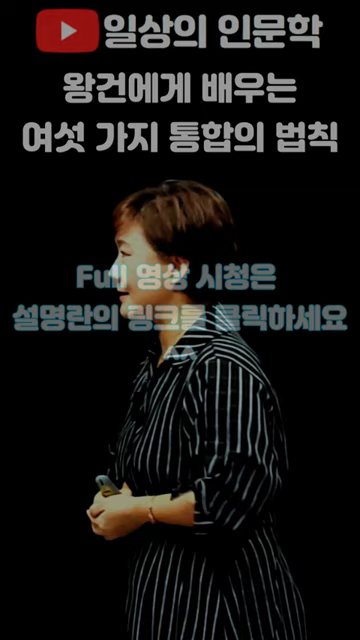 일상의 인문학
왕건에게 배우는
여섯 가지 통합의 법칙
Full 영상 시청은
설명란의 링크를 클릭하세요
^^